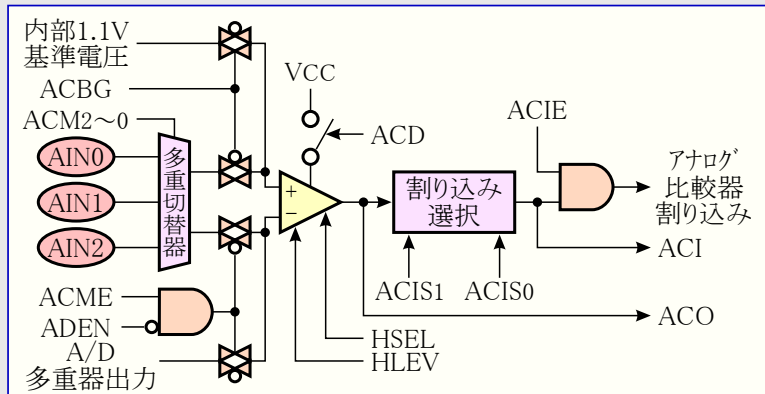 内部1.1V
基準電圧
ACBG
ACM2～0
AIN0
AIN1
AIN2
多重切替器
ACME
ADEN
A/D
多重器出力
VCC
ACD
+
−
割り込み
選択
ACIS1
ACIS0
HSEL
HLEV
ACIE
アナログ
比較器
割り込み
ACI
ACO